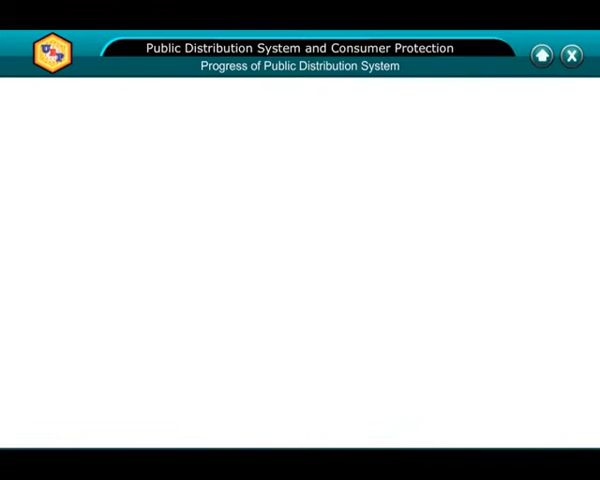 Public Distribution System and Consumer Protection
Progress of Public Distribution System